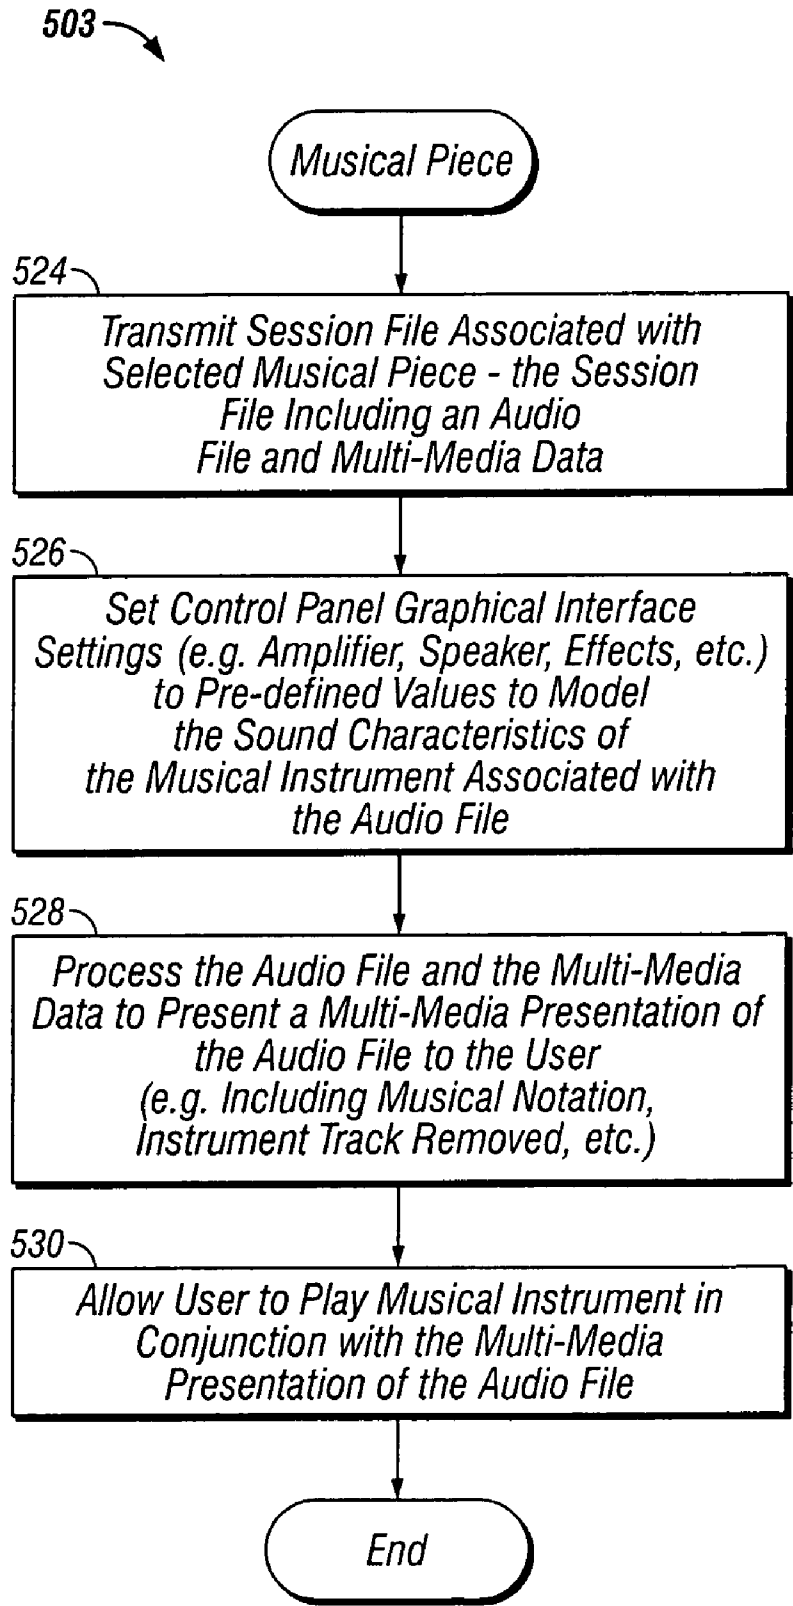 503
Musical Piece
524
Transmit Session File Associated with
Selected Musical Piece - the Session
File Including an Audio
File and Multi-Media Data
526
Set Control Panel Graphical Interface
Settings (e.g. Amplifier, Speaker, Effects, etc.)
to Pre-defined Values to Model
the Sound Characteristics of
the Musical Instrument Associated with
the Audio File
528
Process the Audio File and the Multi-Media
Data to Present a Multi-Media Presentation of
the Audio File to the User
(e.g. Including Musical Notation,
Instrument Track Removed, etc.)
530
Allow User to Play Musical Instrument in
Conjunction with the Multi-Media
Presentation of the Audio File
End